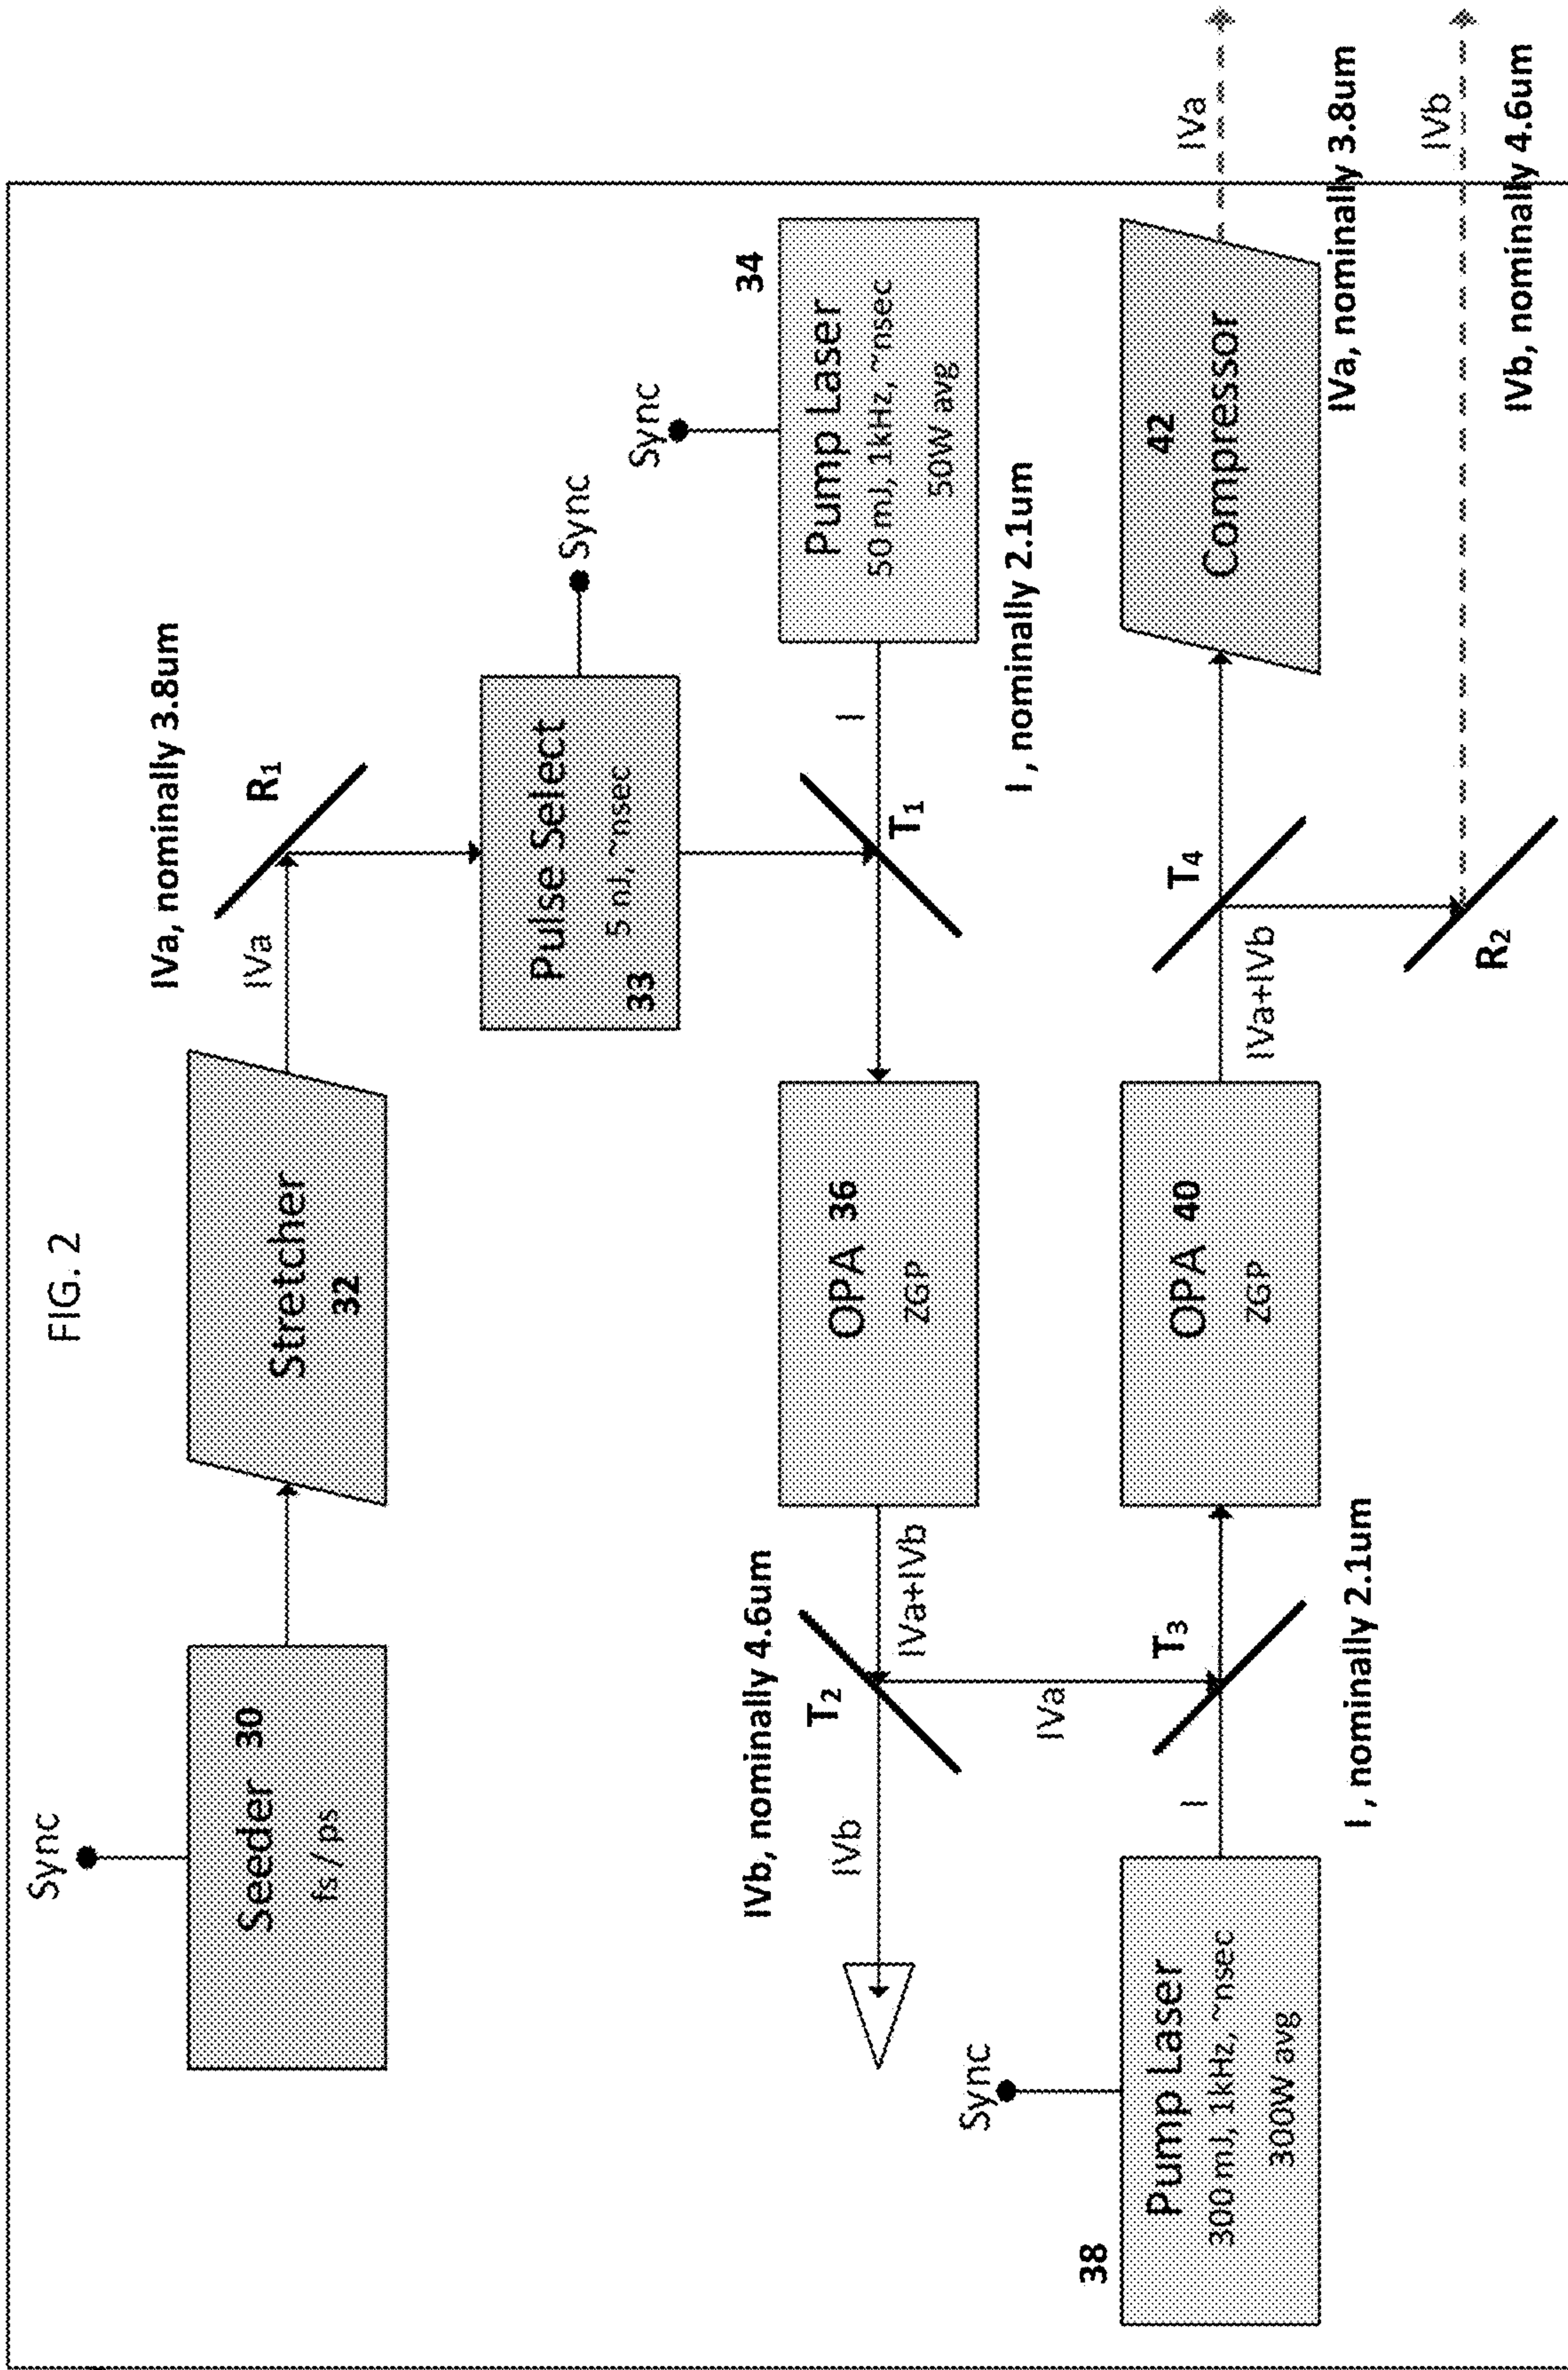 FIG. 2
Sync
Seeder 30
fs/ps
Stretcher
32
IVa
IVa, nominally 3.8um
R1
Pulse Select
5 nJ, ~nsec
33
Sync
Sync
34
Pump Laser
50 mJ, 1kHz, ~nsec
50W avg
I
I , nominally 2.1um
T1
OPA 36
ZGP
IVa+IVb
IVb, nominally 4.6um
T2
IVb
IVa
Sync
38
Pump Laser
300 mJ, 1kHz, ~nsec
300W avg
I
T3
I , nominally 2.1um
OPA 40
ZGP
IVa+IVb
T4
R2
42
Compressor
IVa
IVa, nominally 3.8um
IVb
IVb, nominally 4.6um